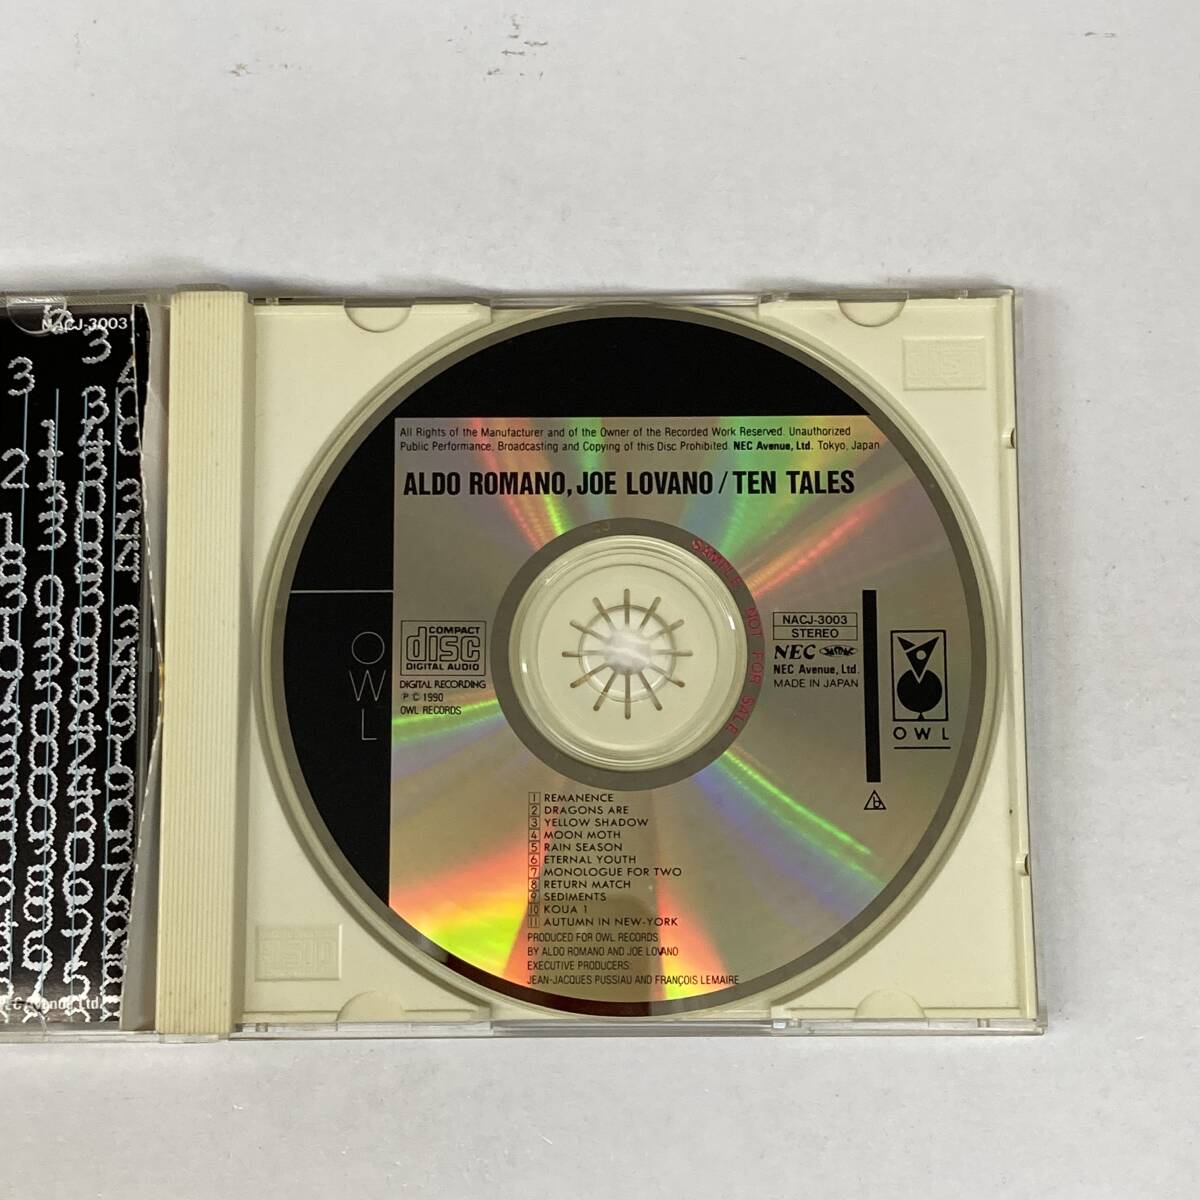 NACJ-3003
NEC Avenue, Ltd.
All Rights of the Manufacturer and of the Owner of the Recorded Work Reserved. Unauthorized
Public Performance, Broadcasting and Copying of this Disc Prohibited. NEC Avenue, Ltd. Tokyo, Japan
ALDO ROMANO, JOE LOVANO / TEN TALES
SAMPLE NOT FOR SALE
OWL
COMPACT
disc
DIGITAL AUDIO
DIGITAL RECORDING
℗ © 1990
OWL RECORDS
NACJ-3003
STEREO
NEC
NEC Avenue, Ltd.
MADE IN JAPAN
OWL
1 REMANENCE
2 DRAGONS ARE
3 YELLOW SHADOW
4 MOON MOTH
5 RAIN SEASON
6 ETERNAL YOUTH
7 MONOLOGUE FOR TWO
8 RETURN MATCH
9 SEDIMENTS
10 KOUA 1
11 AUTUMN IN NEW-YORK
PRODUCED FOR OWL RECORDS
BY ALDO ROMANO AND JOE LOVANO
EXECUTIVE PRODUCERS:
JEAN-JACQUES PUSSIAU AND FRANÇOIS LEMAIRE